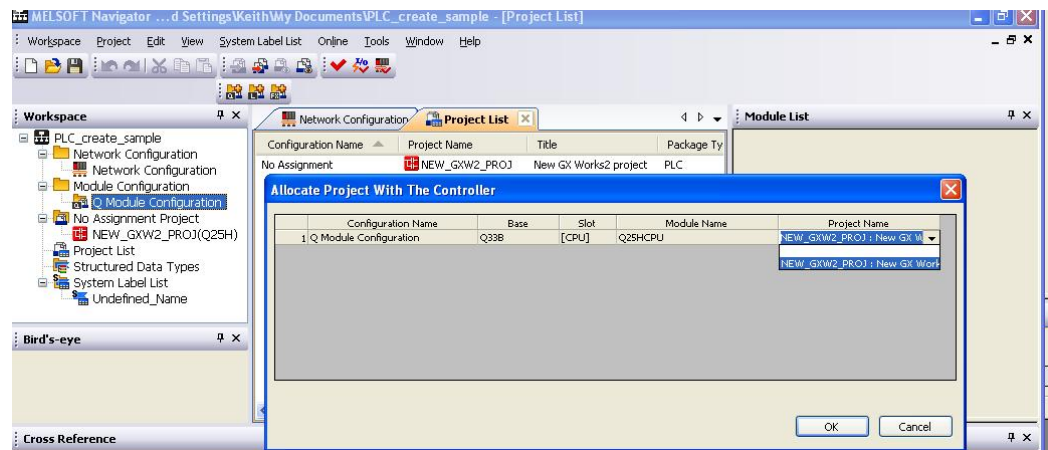 MELSOFT Navigator ...d Settings\Keith\My Documents\PLC_create_sample - [Project List]
Workspace Project Edit View System Label List Online Tools Window Help
Workspace
PLC_create_sample
Network Configuration
Network Configuration
Module Configuration
Q Module Configuration
No Assignment Project
NEW_GXW2_PROJ(Q25H)
Project List
Structured Data Types
System Label List
Undefined_Name
Bird's-eye
Cross Reference
Network Configuration Project List
Configuration Name Project Name Title Package Ty
No Assignment NEW_GXW2_PROJ New GX Works2 project PLC
Module List
Allocate Project With The Controller
Configuration Name Base Slot Module Name Project Name
1 Q Module Configuration Q33B [CPU] Q25HCPU NEW_GXW2_PROJ : New GX W
NEW_GXW2_PROJ : New GX Work
OK Cancel